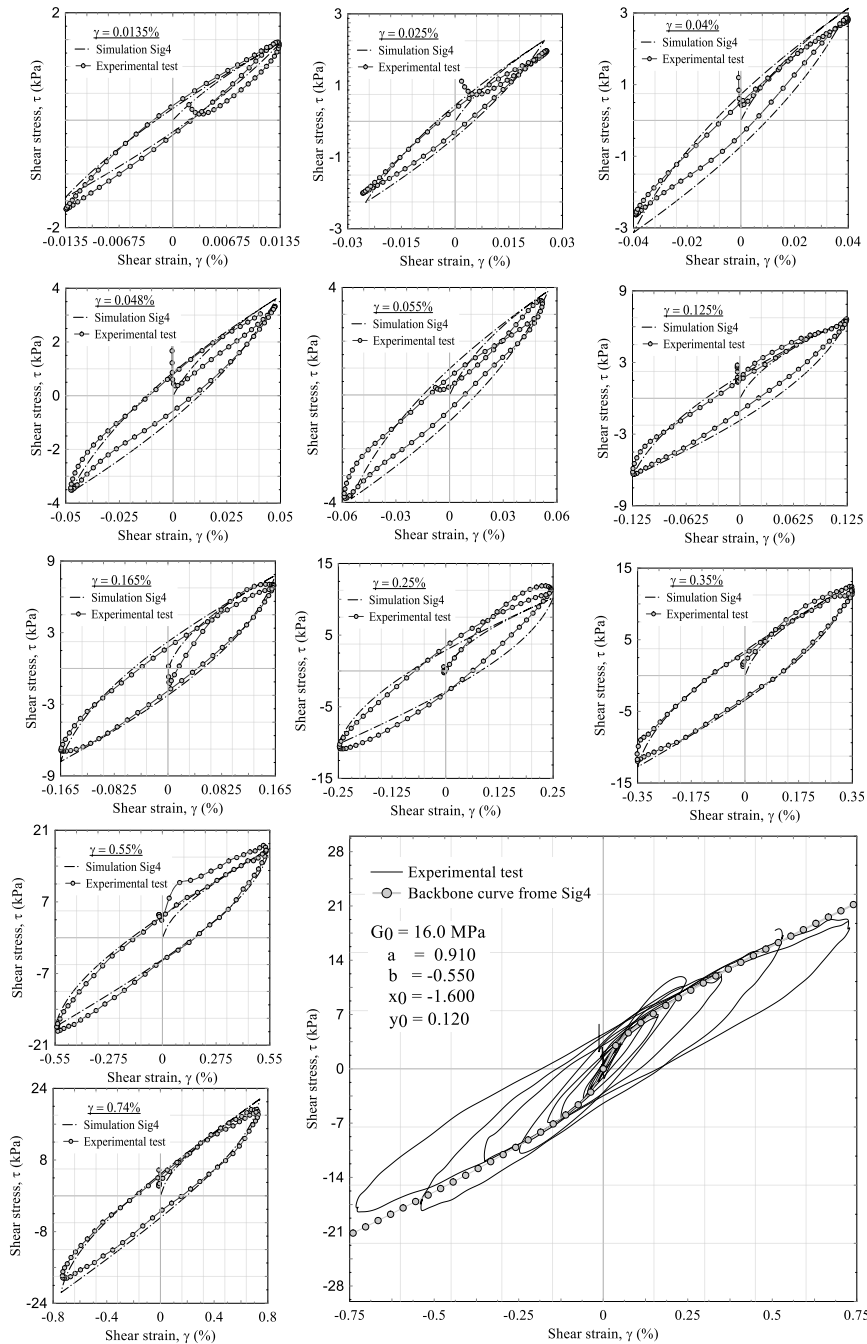 2
γ = 0.0135%
Simulation Sig4
Experimental test
Shear stress, τ (kPa)
-2
-0.0135 -0.00675 0 0.00675 0.0135
Shear strain, γ (%)
3
γ = 0.025%
Simulation Sig4
Experimental test
Shear stress, τ (kPa)
1
-1
-3
-0.03 -0.015 0 0.015 0.03
Shear strain, γ (%)
3
γ = 0.04%
Simulation Sig4
Experimental test
Shear stress, τ (kPa)
1
-1
-3
-0.04 -0.02 0 0.02 0.04
Shear strain, γ (%)
4
γ = 0.048%
Simulation Sig4
Experimental test
Shear stress, τ (kPa)
2
0
-2
-4
-0.05 -0.025 0 0.025 0.05
Shear strain, γ (%)
4
γ = 0.055%
Simulation Sig4
Experimental test
Shear stress, τ (kPa)
-4
-0.06 -0.04 -0.02 0 0.02 0.04 0.06
Shear strain, γ (%)
9
γ = 0.125%
Simulation Sig4
Experimental test
Shear stress, τ (kPa)
3
-3
-9
-0.125 -0.0625 0 0.0625 0.125
Shear strain, γ (%)
9
γ = 0.165%
Simulation Sig4
Experimental test
Shear stress, τ (kPa)
3
-3
-9
-0.165 -0.0825 0 0.0825 0.165
Shear strain, γ (%)
15
γ = 0.25%
Simulation Sig4
Experimental test
Shear stress, τ (kPa)
5
-5
-15
-0.25 -0.125 0 0.125 0.25
Shear strain, γ (%)
15
γ = 0.35%
Simulation Sig4
Experimental test
Shear stress, τ (kPa)
5
-5
-15
-0.35 -0.175 0 0.175 0.35
Shear strain, γ (%)
21
γ = 0.55%
Simulation Sig4
Experimental test
Shear stress, τ (kPa)
7
-7
-21
-0.55 -0.275 0 0.275 0.55
Shear strain, γ (%)
24
γ = 0.74%
Simulation Sig4
Experimental test
Shear stress, τ (kPa)
8
-8
-24
-0.8 -0.4 0 0.4 0.8
Shear strain, γ (%)
28
Experimental test
Backbone curve frome Sig4
21
G0 = 16.0 MPa
a = 0.910
14
b = -0.550
x0 = -1.600
y0 = 0.120
7
Shear stress, τ (kPa)
0
-7
-14
-21
-28
-0.75 -0.5 -0.25 0 0.25 0.5 0.75
Shear strain, γ (%)